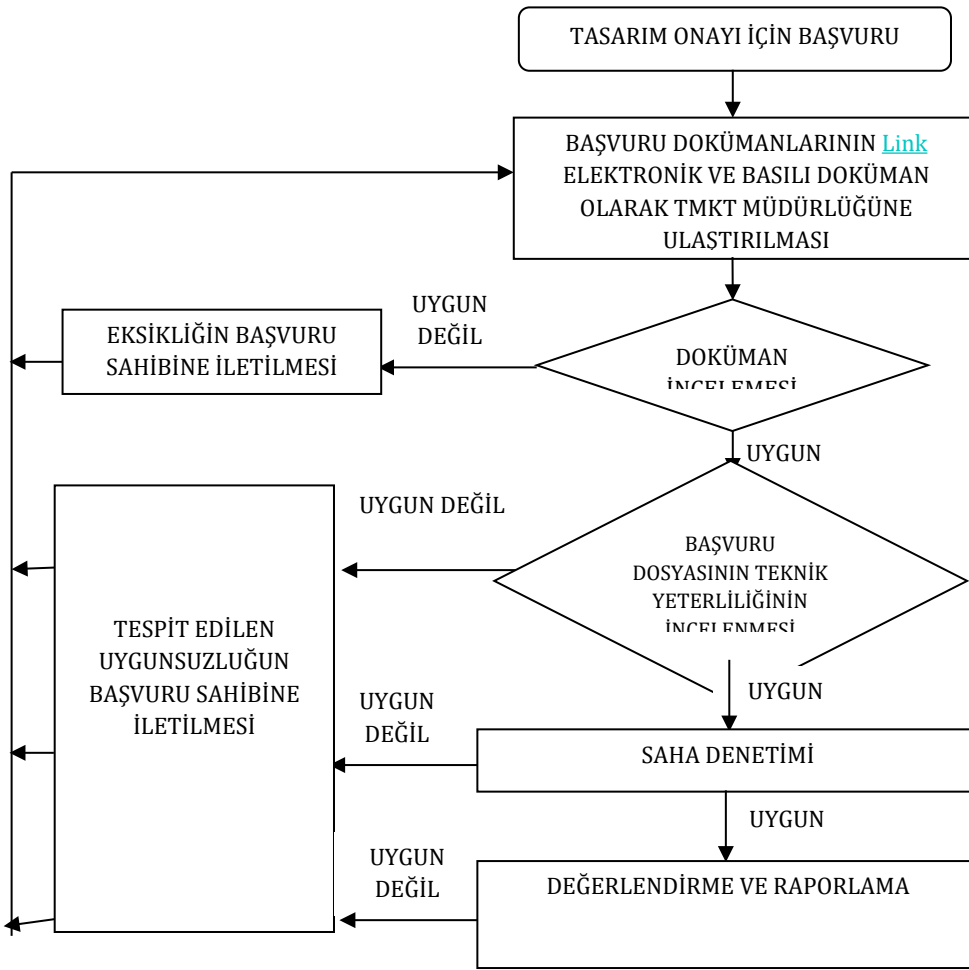 TASARIM ONAYI İÇİN BAŞVURU
BAŞVURU DOKÜMANLARININ Link
ELEKTRONİK VE BASILI DOKÜMAN
OLARAK TMKT MÜDÜRLÜĞÜNE
ULAŞTIRILMASI
UYGUN
DEĞİL
EKSİKLİĞİN BAŞVURU
SAHİBİNE İLETİLMESİ
DOKÜMAN
İNCELEMESİ
UYGUN
UYGUN DEĞİL
BAŞVURU
DOSYASININ TEKNİK
YETERLİLİĞİNİN
İNCELENMESİ
TESPİT EDİLEN
UYGUNSUZLUĞUN
BAŞVURU SAHİBİNE
İLETİLMESİ
UYGUN
UYGUN
DEĞİL
SAHA DENETİMİ
UYGUN
UYGUN
DEĞİL
DEĞERLENDİRME VE RAPORLAMA